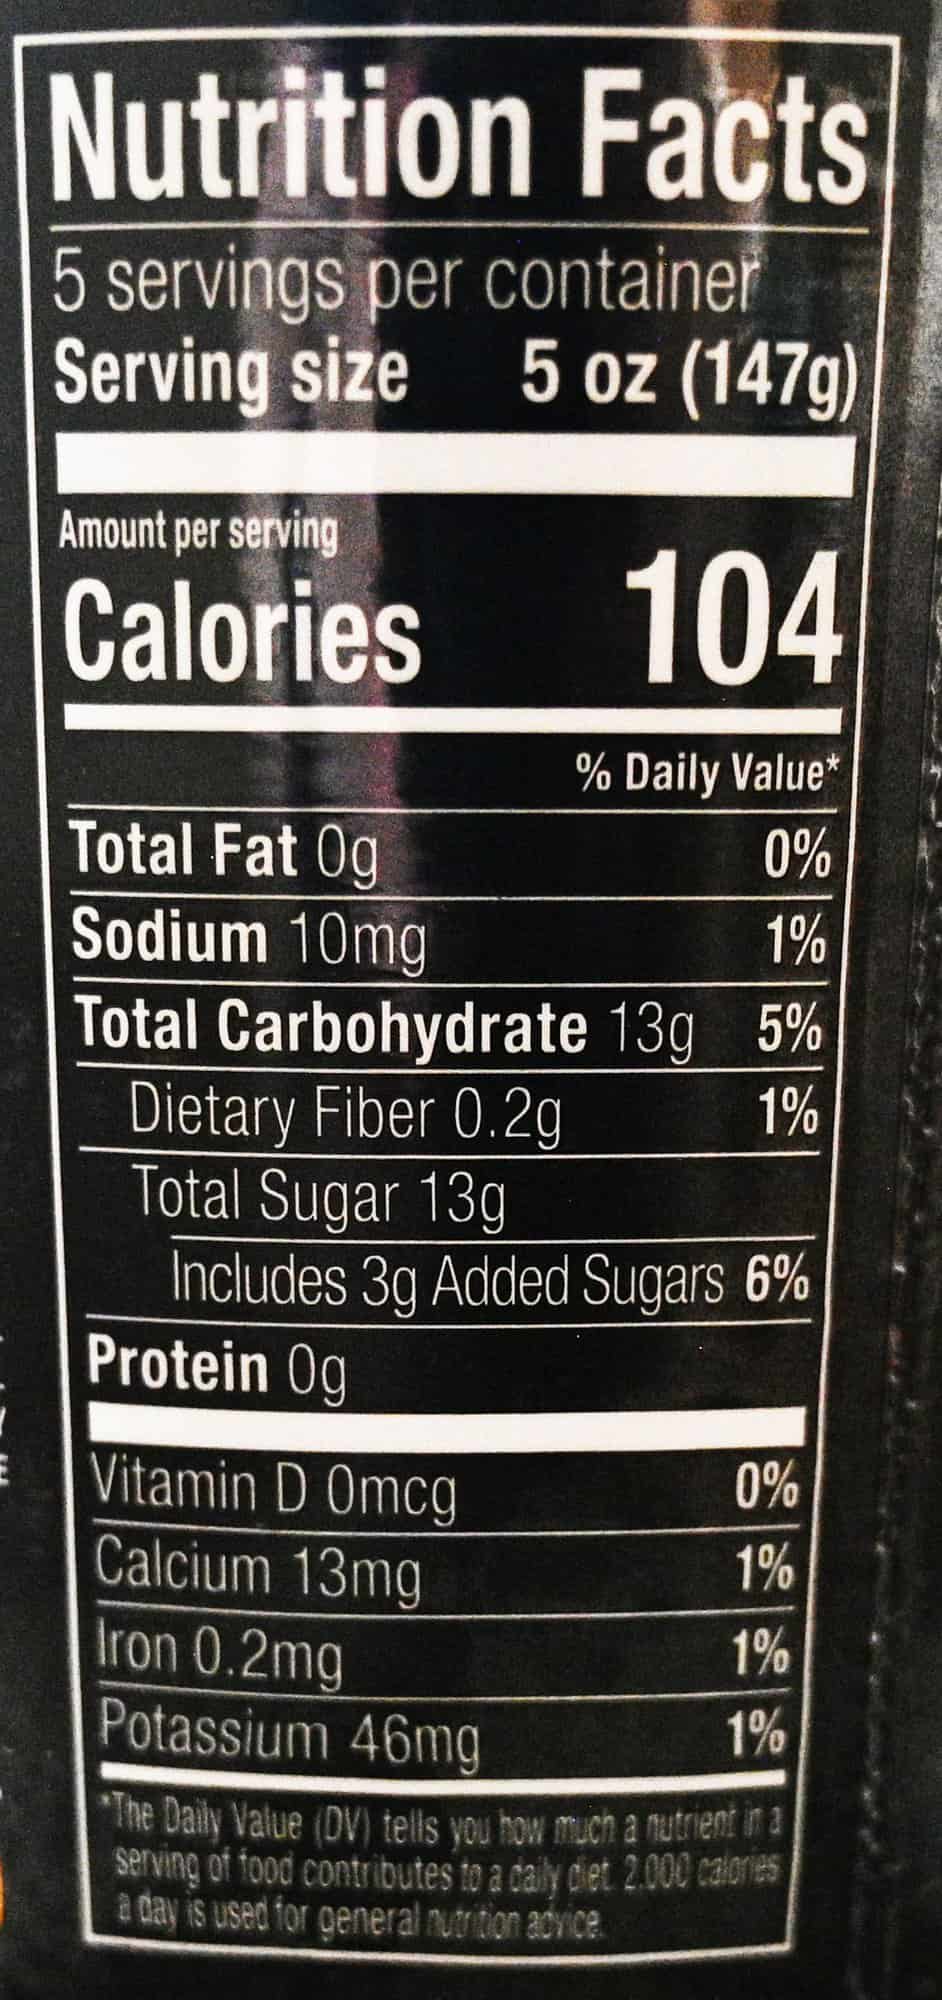 Nutrition Facts
5 servings per container
Serving size 5 oz (147g)
Amount per serving
Calories 104
% Daily Value*
Total Fat 0g 0%
Sodium 10mg 1%
Total Carbohydrate 13g 5%
Dietary Fiber 0.2g 1%
Total Sugar 13g
Includes 3g Added Sugars 6%
Protein 0g
Vitamin D 0mcg 0%
Calcium 13mg 1%
Iron 0.2mg 1%
Potassium 46mg 1%
*The Daily Value (DV) tells you how much a nutrient in a
serving of food contributes to a daily diet. 2,000 calories
a day is used for general nutrition advice.